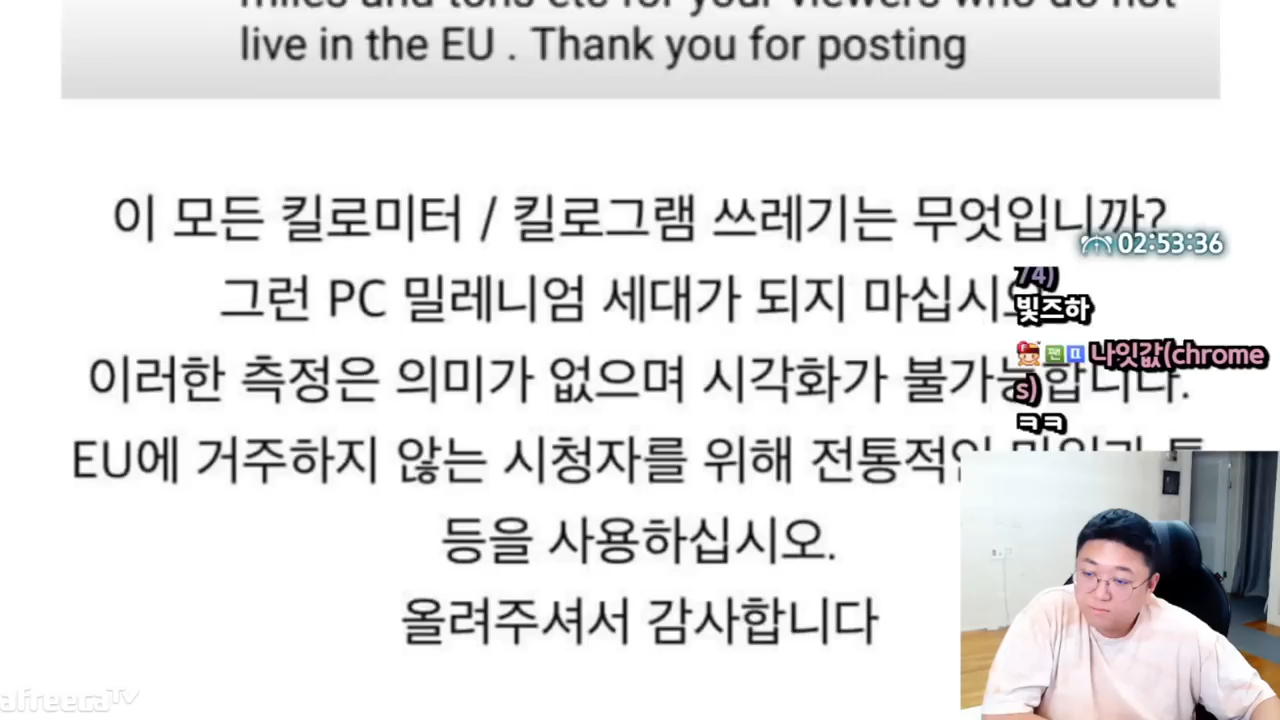 live in the EU . Thank you for posting
이 모든 킬로미터 / 킬로그램 쓰레기는 무엇입니까?
02:53:36
그런 PC 밀레니엄 세대가 되지 마십시오
74)
빛즈하
이러한 측정은 의미가 없으며 시각화가 불가능합니다.
팬 나잇값(chrome
s)
ㅋㅋ
EU에 거주하지 않는 시청자를 위해 전통적인
등을 사용하십시오.
올려주셔서 감사합니다
afreecaTV